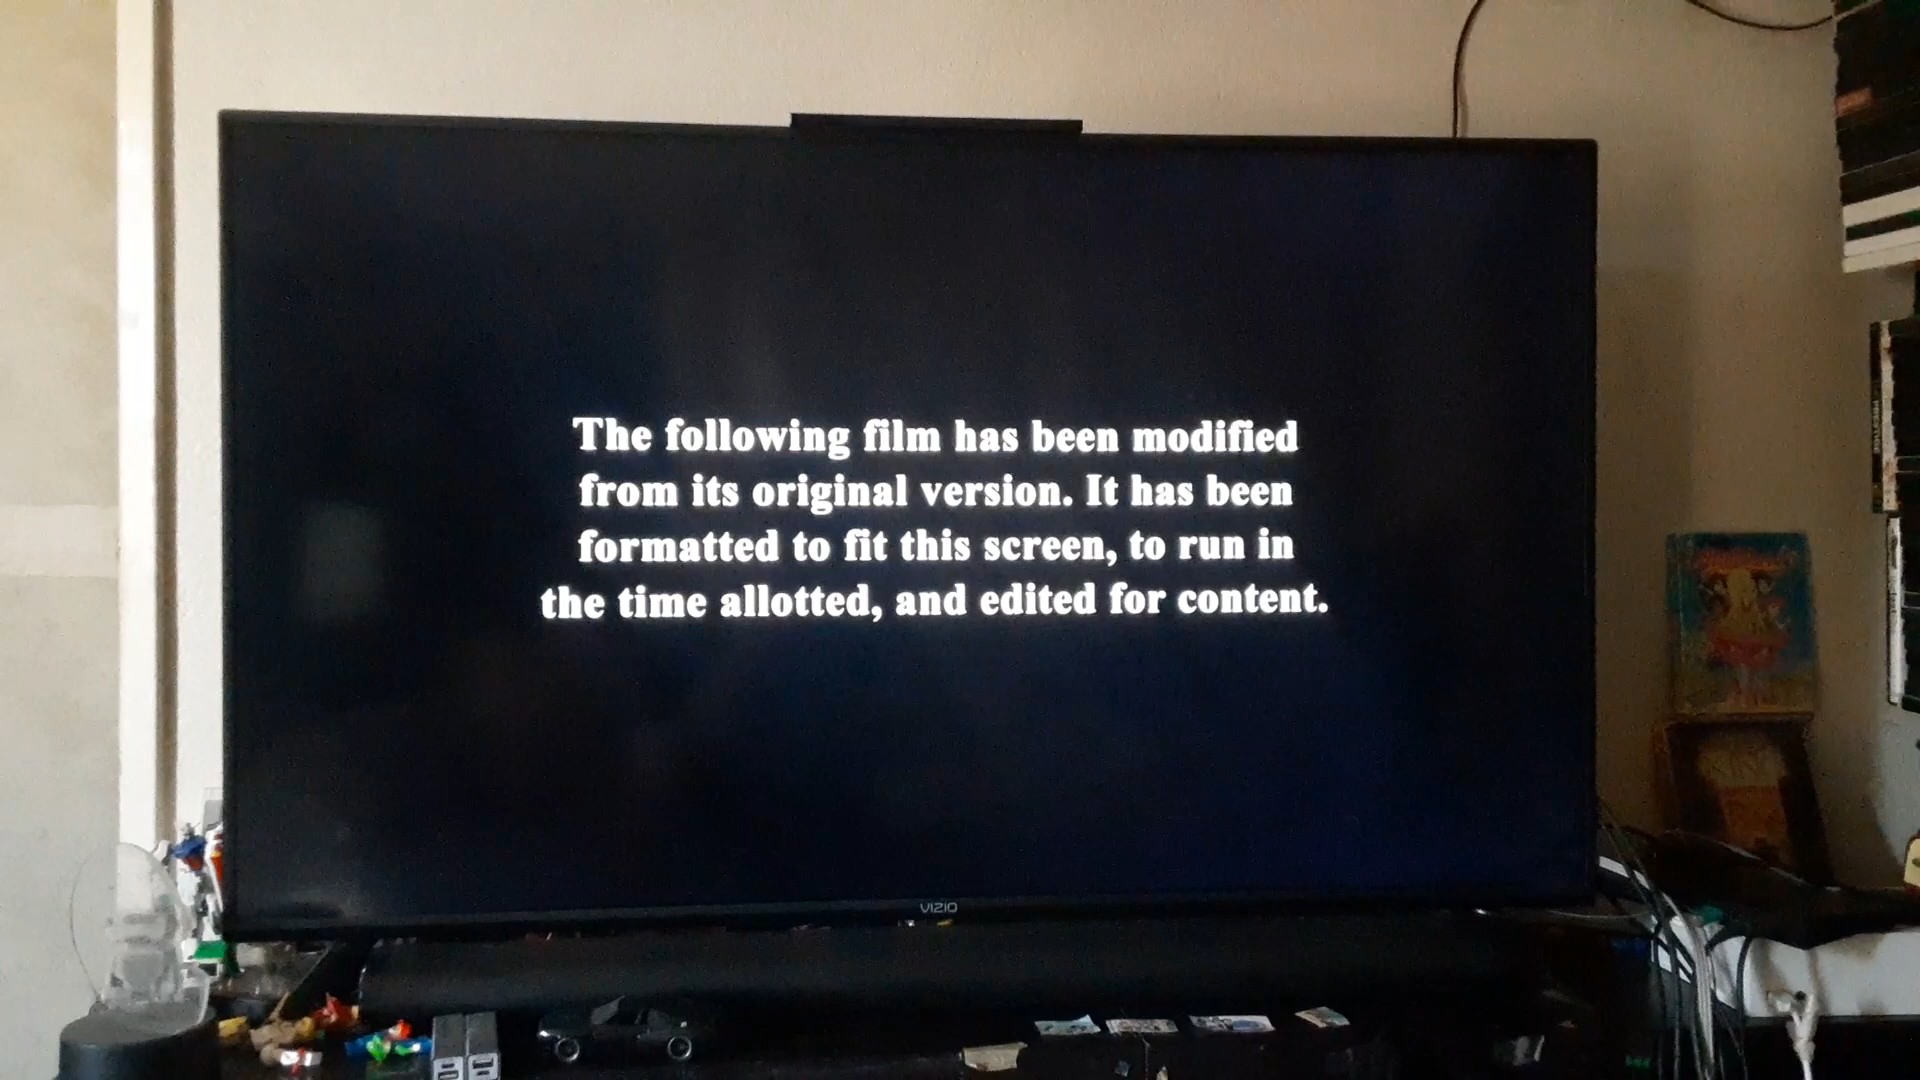 The following film has been modified
from its original version. It has been
formatted to fit this screen, to run in
the time allotted, and edited for content.
VIZIO